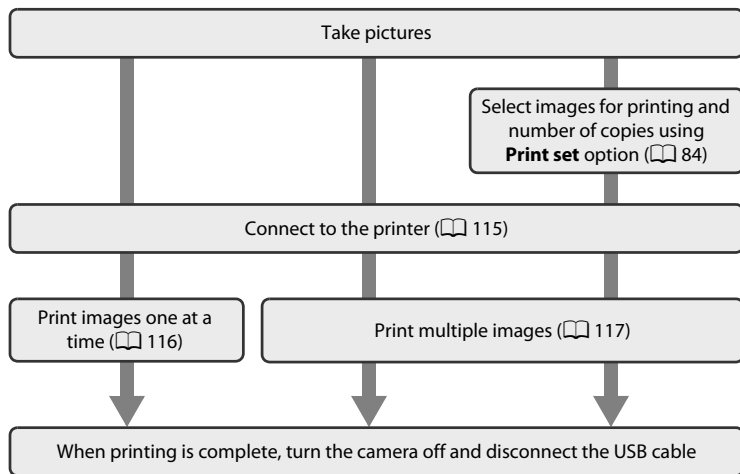 Take pictures
Select images for printing and
number of copies using
Print set option (📖 84)
Connect to the printer (📖 115)
Print images one at a
time (📖 116)
Print multiple images (📖 117)
When printing is complete, turn the camera off and disconnect the USB cable